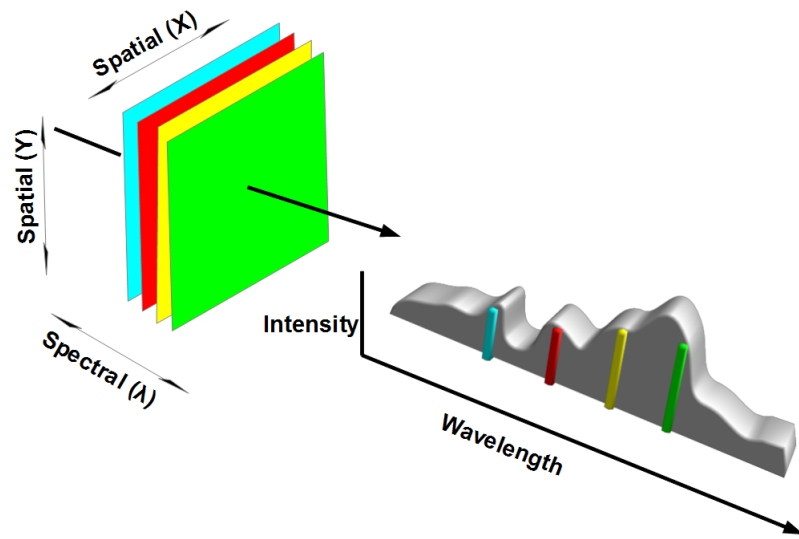 Spatial (X)
Spatial (Y)
Spectral (λ)
Intensity
Wavelength